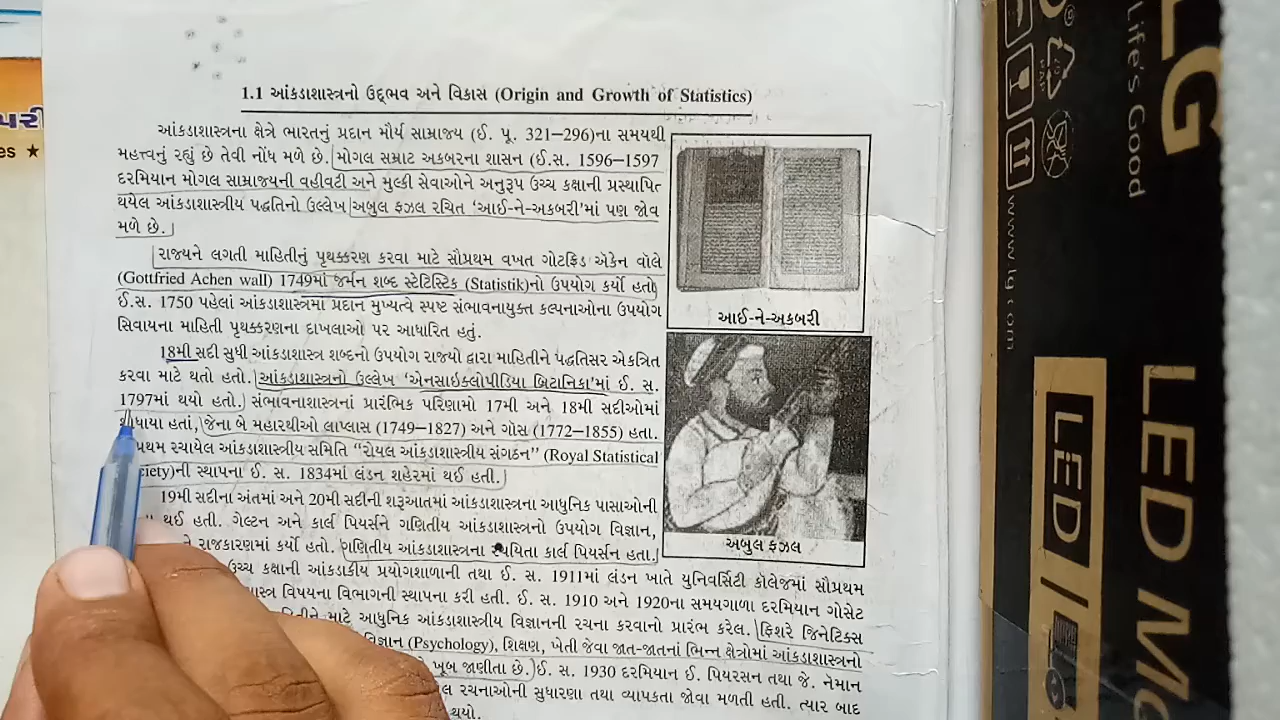 1.1 આંકડાશાસ્ત્રનો ઉદ્ભવ અને વિકાસ (Origin and Growth of Statistics)
આંકડાશાસ્ત્રના ક્ષેત્રે ભારતનું પ્રદાન મૌર્ય સામ્રાજ્ય (ઈ. પૂ. 321–296)ના સમયથી
મહત્ત્વનું રહ્યું છે તેવી નોંધ મળે છે. મોગલ સમ્રાટ અકબરના શાસન (ઈ.સ. 1596–1597
દરમિયાન મોગલ સામ્રાજ્યની વહીવટી અને મુલ્કી સેવાઓને અનુરૂપ ઉચ્ચ કક્ષાની પ્રસ્થાપિત
થયેલ આંકડાશાસ્ત્રીય પદ્ધતિનો ઉલ્લેખ અબુલ ફઝલ રચિત ‘આઈ-ને-અકબરી’માં પણ જોવ
મળે છે.
રાજ્યને લગતી માહિતીનું પૃથક્કરણ કરવા માટે સૌપ્રથમ વખત ગોટફ્રિડ એકેન વોલે
(Gottfried Achen wall) 1749માં જર્મન શબ્દ સ્ટેટિસ્ટિક (Statistik)નો ઉપયોગ કર્યો હતો
ઈ.સ. 1750 પહેલાં આંકડાશાસ્ત્રમાં પ્રદાન મુખ્યત્વે સ્પષ્ટ સંભાવનાયુક્ત કલ્પનાઓના ઉપયોગ
સિવાયના માહિતી પૃથક્કરણના દાખલાઓ પર આધારિત હતું.
18મી સદી સુધી આંકડાશાસ્ત્ર શબ્દનો ઉપયોગ રાજ્યો દ્વારા માહિતીને પદ્ધતિસર એકત્રિત
કરવા માટે થતો હતો. આંકડાશાસ્ત્રનો ઉલ્લેખ ‘એનસાઇક્લોપીડિયા બ્રિટાનિકા’માં ઈ. સ.
1797માં થયો હતો. સંભાવનાશાસ્ત્રનાં પ્રારંભિક પરિણામો 17મી અને 18મી સદીઓમાં
હતાં, જેના બે મહારથીઓ લાપ્લાસ (1749–1827) અને ગોસ (1772–1855) હતા.
પ્રથમ રચાયેલ આંકડાશાસ્ત્રીય સમિતિ “રોયલ આંકડાશાસ્ત્રીય સંગઠન” (Royal Statistical
ciety)ની સ્થાપના ઈ. સ. 1834માં લંડન શહેરમાં થઈ હતી.
19મી સદીના અંતમાં અને 20મી સદીની શરૂઆતમાં આંકડાશાસ્ત્રના આધુનિક પાસાઓની
થઈ હતી. ગેલ્ટન અને કાર્લ પિયર્સને ગણિતીય આંકડાશાસ્ત્રનો ઉપયોગ વિજ્ઞાન,
રાજકારણમાં કર્યો હતો. ગણિતીય આંકડાશાસ્ત્રના રચયિતા કાર્લ પિયર્સન હતા.
ઉચ્ચ કક્ષાની આંકડાકીય પ્રયોગશાળાની તથા ઈ. સ. 1911માં લંડન ખાતે યુનિવર્સિટી કૉલેજમાં સૌપ્રથમ
વિષયના વિભાગની સ્થાપના કરી હતી. ઈ. સ. 1910 અને 1920ના સમયગાળા દરમિયાન ગોસેટ
માટે આધુનિક આંકડાશાસ્ત્રીય વિજ્ઞાનની રચના કરવાનો પ્રારંભ કરેલ. ફિશરે જિનેટિક્સ
વિજ્ઞાન (Psychology), શિક્ષણ, ખેતી જેવા જાત-જાતનાં ભિન્ન ક્ષેત્રોમાં આંકડાશાસ્ત્રનો
ખૂબ જાણીતા છે. ઈ. સ. 1930 દરમિયાન ઈ. પિયરસન તથા જે. નેમાન
રચનાઓની સુધારણા તથા વ્યાપકતા જોવા મળતી હતી. ત્યાર બાદ
થયો.
આઈ-ને-અકબરી
અબુલ ફઝલ
es ★
LG
Life's Good
LED
LED